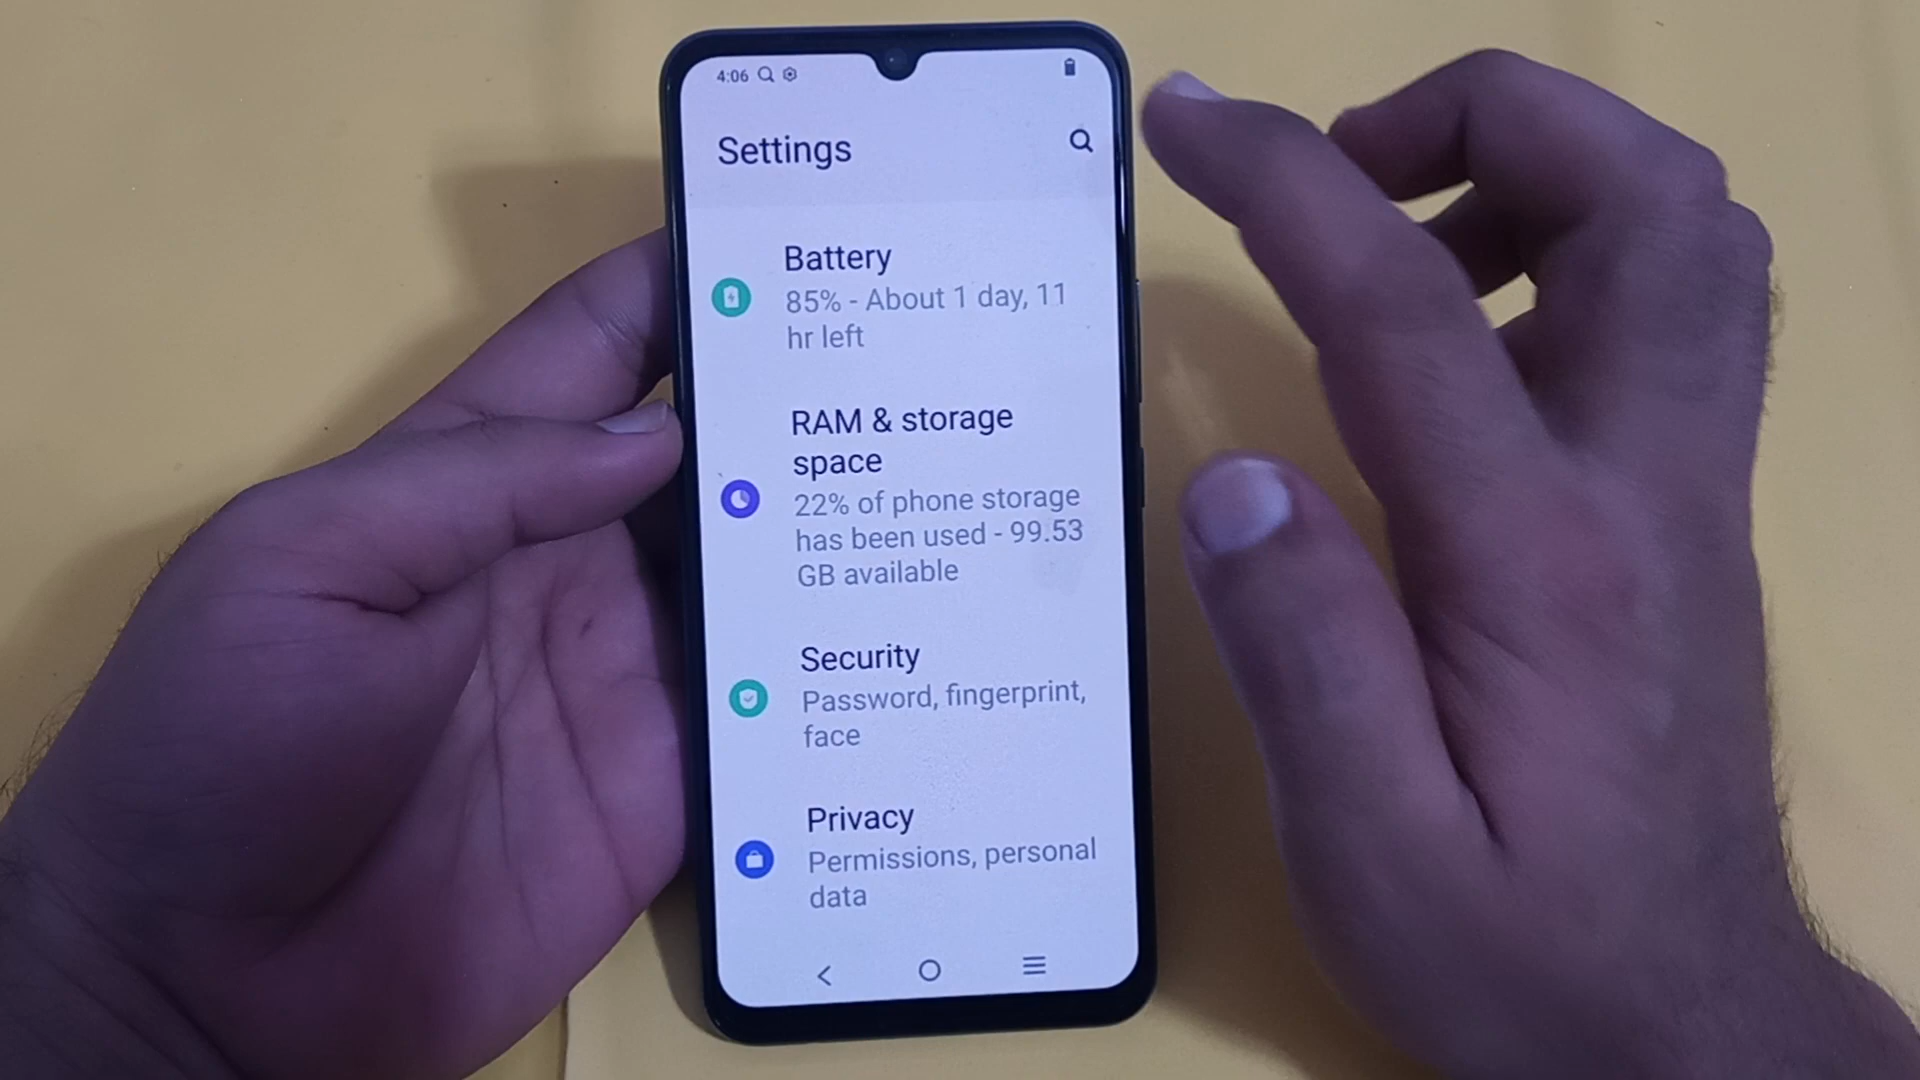 4:06
Settings
Battery
85% - About 1 day, 11
hr left
RAM & storage
space
22% of phone storage
has been used - 99.53
GB available
Security
Password, fingerprint,
face
Privacy
Permissions, personal
data